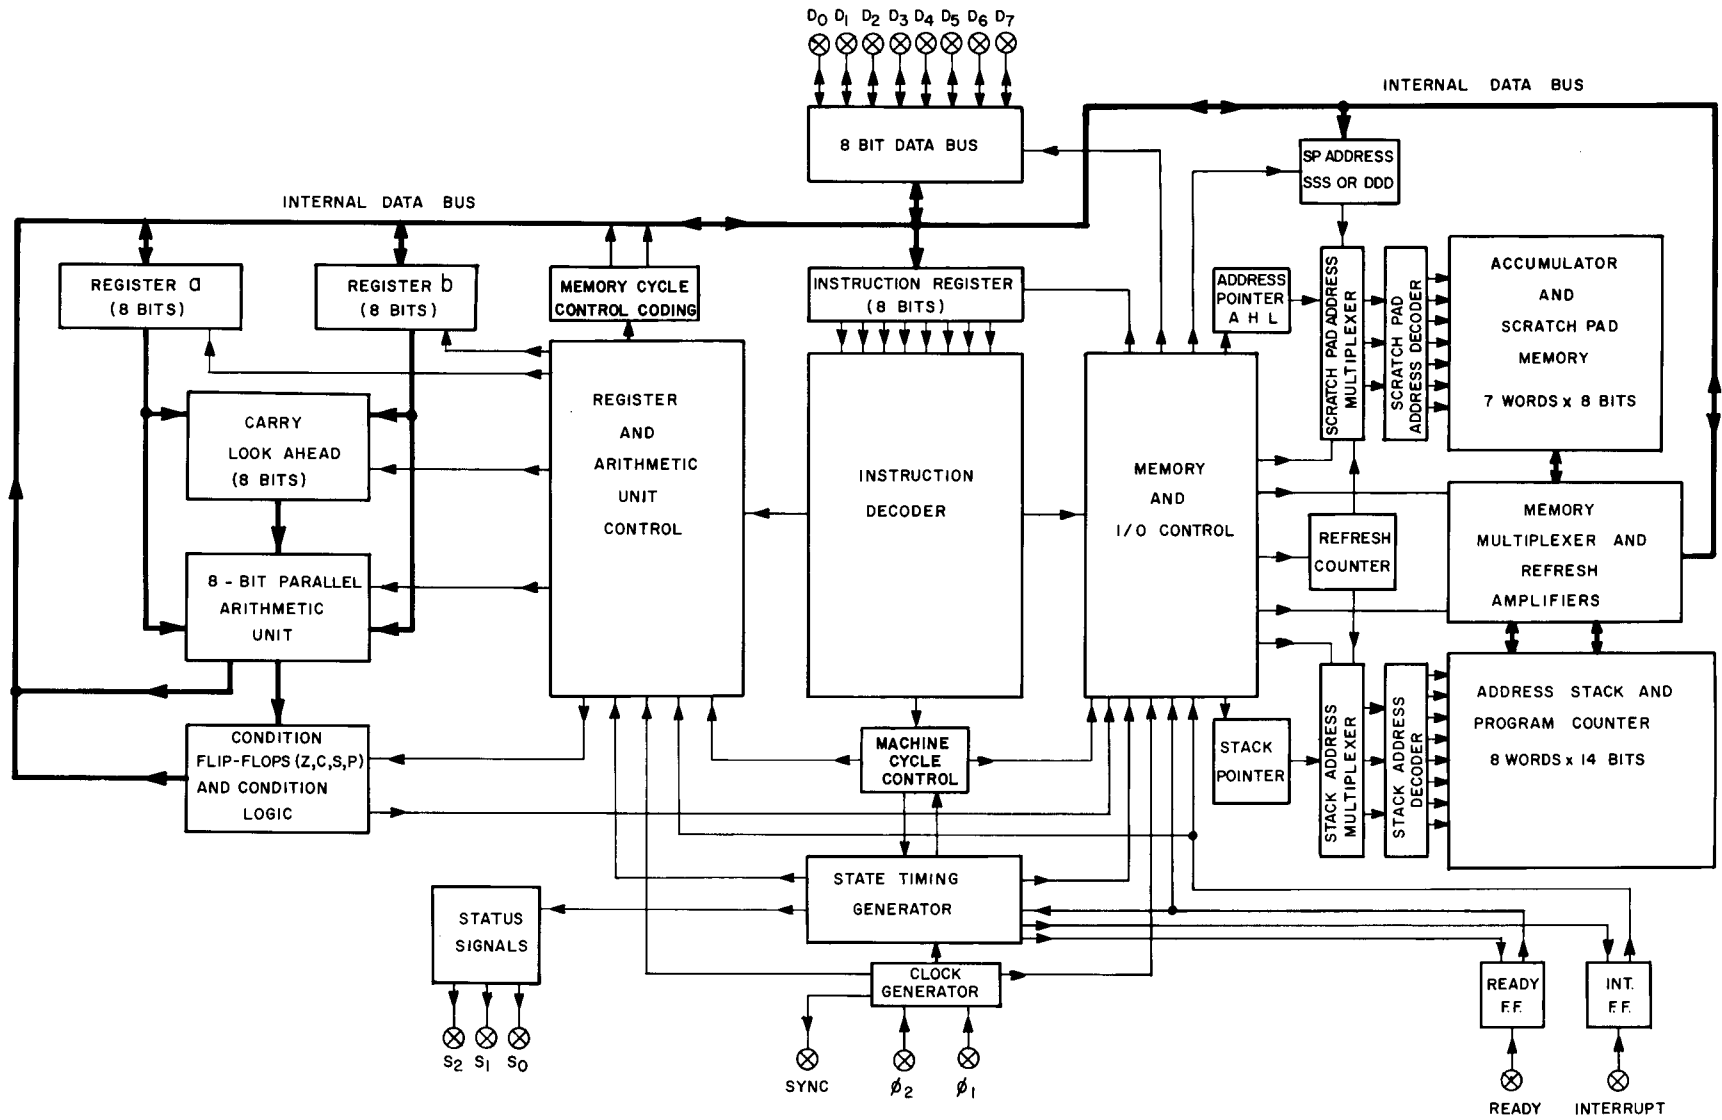 D0 D1 D2 D3 D4 D5 D6 D7
INTERNAL DATA BUS
8 BIT DATA BUS
SP ADDRESS
SSS OR DDD
INTERNAL DATA BUS
REGISTER a
(8 BITS)
REGISTER b
(8 BITS)
MEMORY CYCLE
CONTROL CODING
INSTRUCTION REGISTER
(8 BITS)
ADDRESS
POINTER
A H L
SCRATCH PAD ADDRESS
MULTIPLEXER
SCRATCH PAD
ADDRESS DECODER
ACCUMULATOR
AND
SCRATCH PAD
MEMORY
7 WORDS x 8 BITS
CARRY
LOOK AHEAD
(8 BITS)
REGISTER
AND
ARITHMETIC
UNIT
CONTROL
INSTRUCTION
DECODER
MEMORY
AND
I/O CONTROL
REFRESH
COUNTER
MEMORY
MULTIPLEXER AND
REFRESH
AMPLIFIERS
8 - BIT PARALLEL
ARITHMETIC
UNIT
CONDITION
FLIP-FLOPS (Z,C,S,P)
AND CONDITION
LOGIC
MACHINE
CYCLE
CONTROL
STACK
POINTER
STACK ADDRESS
MULTIPLEXER
STACK ADDRESS
DECODER
ADDRESS STACK AND
PROGRAM COUNTER
8 WORDS x 14 BITS
STATE TIMING
GENERATOR
STATUS
SIGNALS
CLOCK
GENERATOR
READY
F.F.
INT.
F.F.
S2 S1 S0
SYNC
ϕ2
ϕ1
READY
INTERRUPT